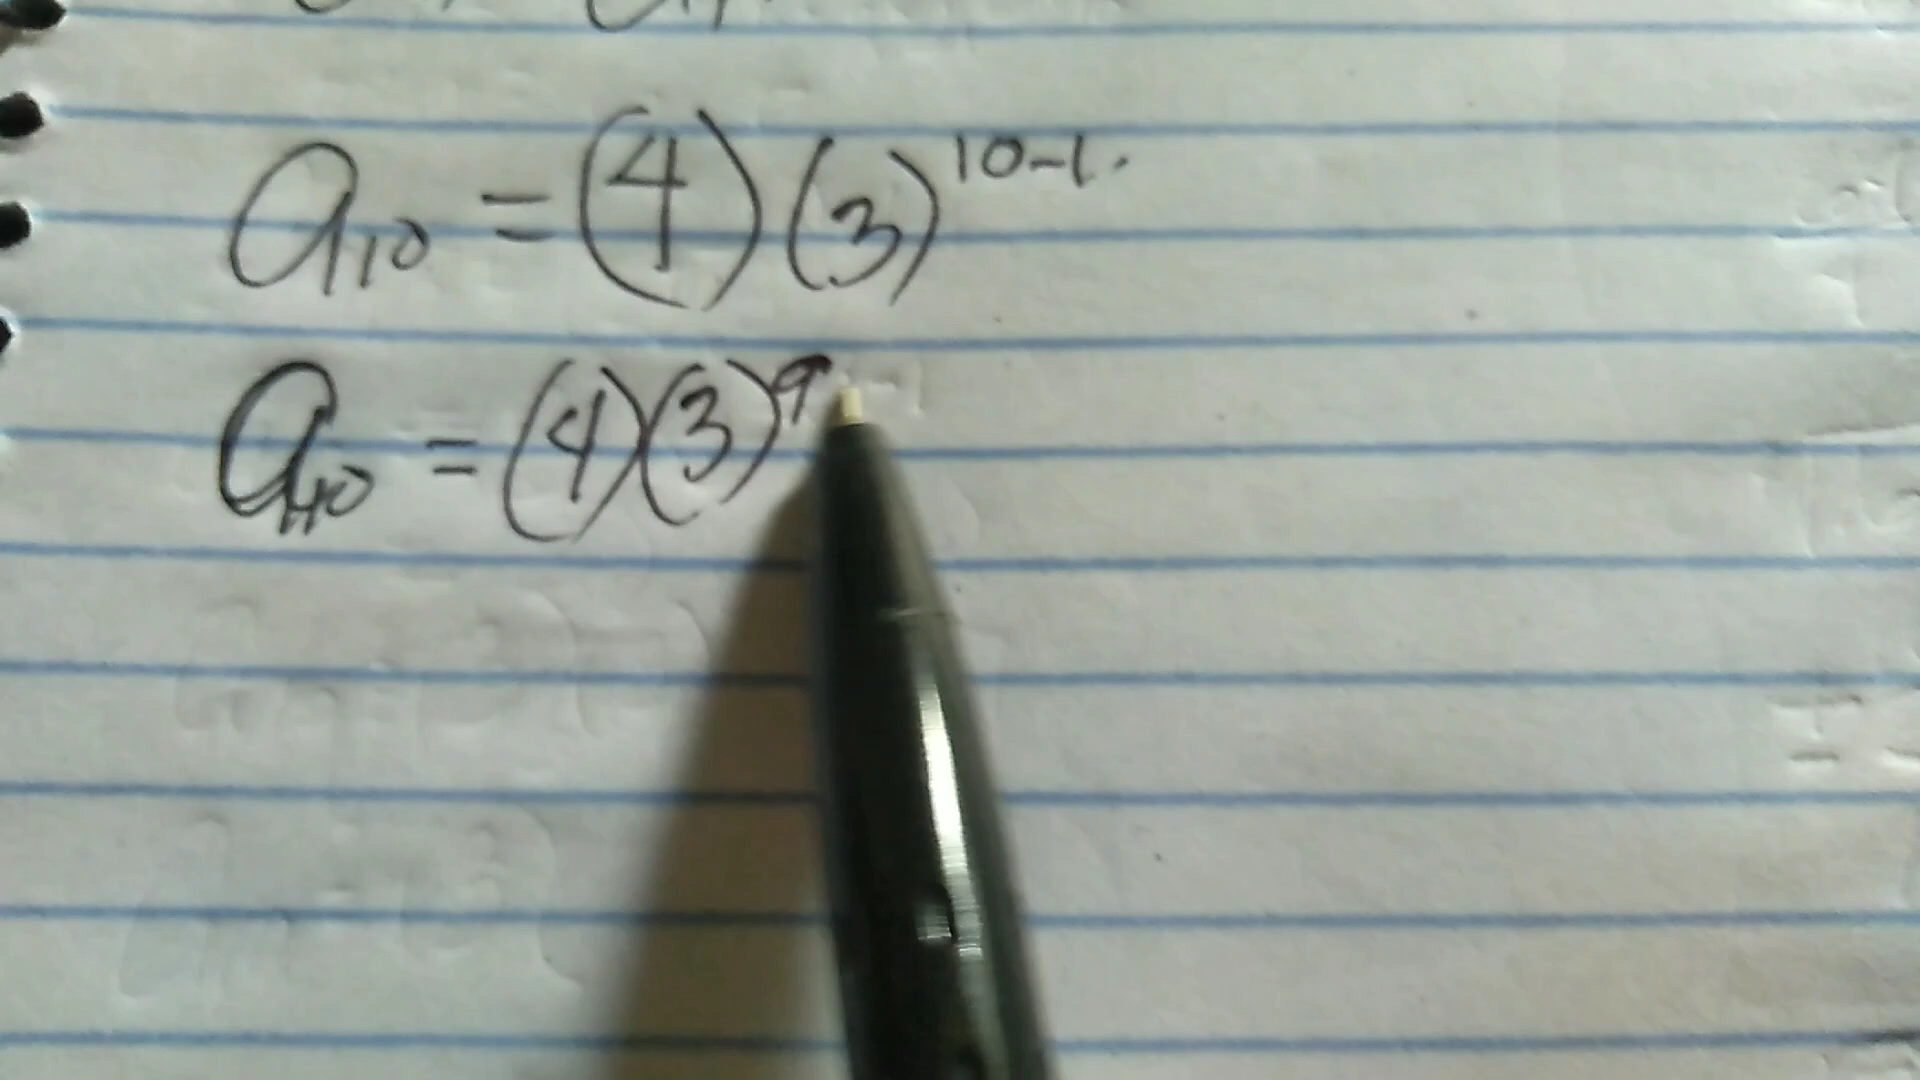 a₁₀ = (4)(3)¹⁰⁻¹.
a₁₀ = (4)(3)⁹